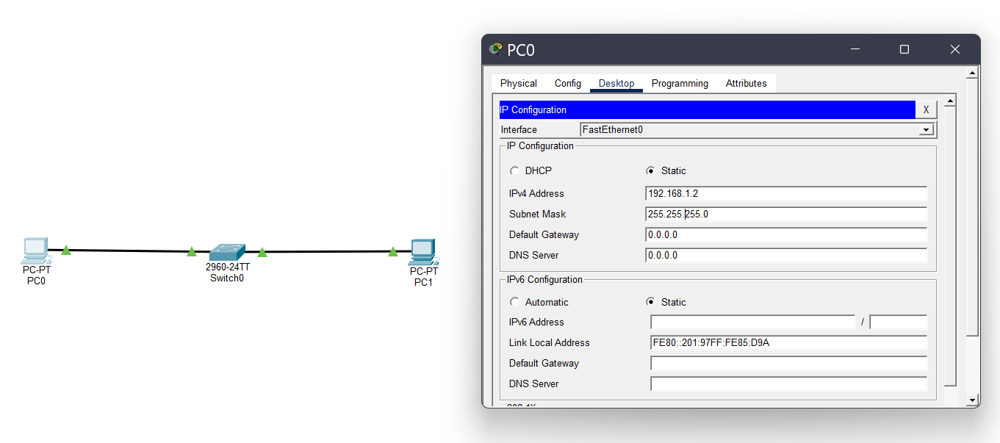 PC0
Physical Config Desktop Programming Attributes
IP Configuration X
Interface FastEthernet0
IP Configuration
DHCP Static
IPv4 Address 192.168.1.2
Subnet Mask 255.255.255.0
Default Gateway 0.0.0.0
DNS Server 0.0.0.0
IPv6 Configuration
Automatic Static
IPv6 Address /
Link Local Address FE80::201:97FF:FE85:D9A
Default Gateway
DNS Server
PC-PT
PC0
2960-24TT
Switch0
PC-PT
PC1